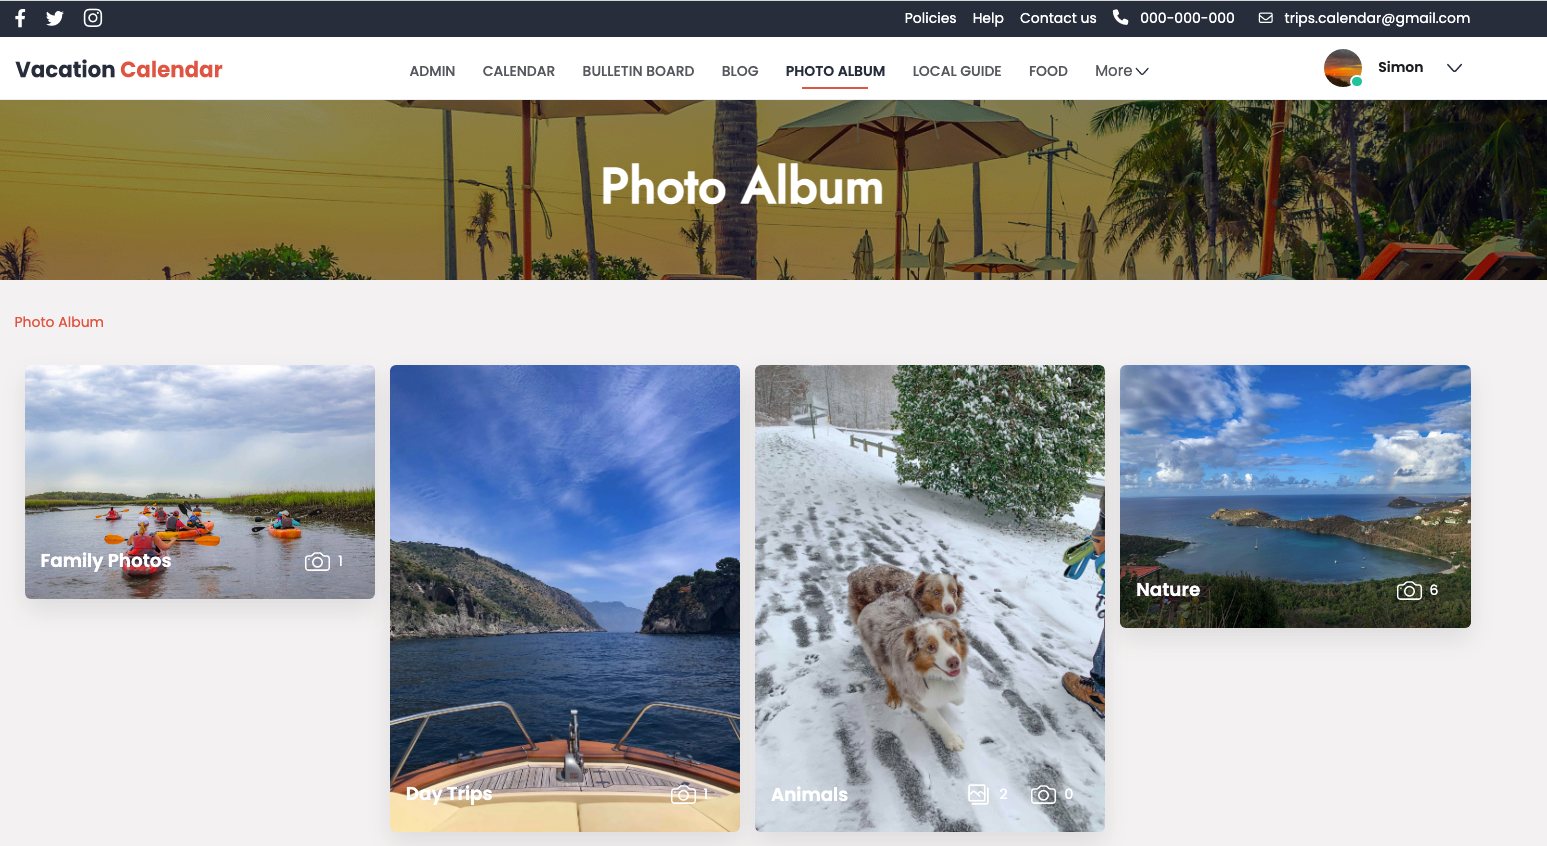 Policies Help Contact us 000-000-000 trips.calendar@gmail.com
Vacation Calendar
ADMIN CALENDAR BULLETIN BOARD BLOG PHOTO ALBUM LOCAL GUIDE FOOD More
Simon
Photo Album
Photo Album
Family Photos 1
Day Trips 1
Animals 2 0
Nature 6